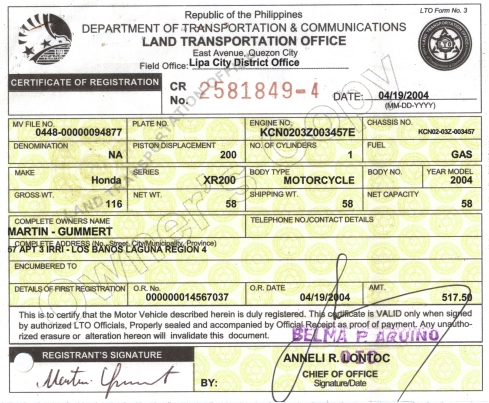 Republic of the Philippines
LTO Form No. 3
DEPARTMENT OF TRANSPORTATION & COMMUNICATIONS
LAND TRANSPORTATION OFFICE
East Avenue, Quezon City
Field Office: Lipa City District Office
CERTIFICATE OF REGISTRATION
CR No. 2581849-4
DATE: 04/19/2004
(MM-DD-YYYY)
MV FILE NO. PLATE NO. ENGINE NO. CHASSIS NO.
0448-00000094877 KCN0203Z003457E KCN02-03Z-003457
DENOMINATION PISTON DISPLACEMENT NO. OF CYLINDERS FUEL
NA 200 1 GAS
MAKE SERIES BODY TYPE BODY NO. YEAR MODEL
Honda XR200 MOTORCYCLE 2004
GROSS WT. NET WT. SHIPPING WT. NET CAPACITY
116 58 58 58
COMPLETE OWNERS NAME TELEPHONE NO./CONTACT DETAILS
MARTIN - GUMMERT
COMPLETE ADDRESS (No., Street, City/Municipality, Province)
57 APT 3 IRRI - LOS BAÑOS LAGUNA REGION 4
ENCUMBERED TO
DETAILS OF FIRST REGISTRATION O.R. No. O.R. DATE AMT.
000000014567037 04/19/2004 517.50
This is to certify that the Motor Vehicle described herein is duly registered. This certificate is VALID only when signed
by authorized LTO Officials, Properly sealed and accompanied by Official Receipt as proof of payment. Any unautho-
rized erasure or alteration hereon will invalidate this document.
BELMA P AQUINO
REGISTRANT'S SIGNATURE
ANNELI R. LONTOC
CHIEF OF OFFICE
BY: Signature/Date
Owner's Copy
LAND TRANSPORTATION OFFICE